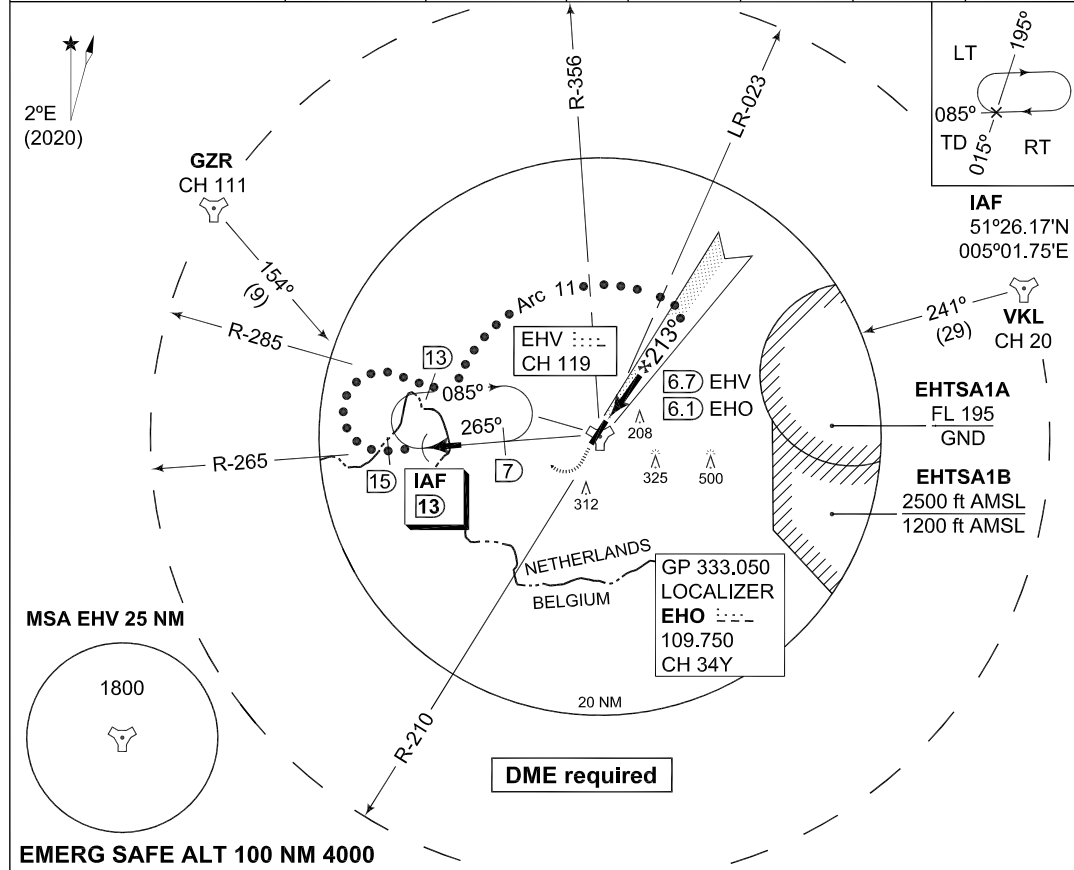 2ºE
(2020)
GZR
CH 111
154º
(9)
R-285
R-356
LR-023
LT
195º
085º
TD
015º
RT
IAF
51°26.17'N
005°01.75'E
VKL
CH 20
241º
(29)
Arc 11
EHV
CH 119
213º
13
085º
265º
6.7 EHV
6.1 EHO
208
325
500
312
R-265
15
7
IAF
13
EHTSA1A
FL 195
GND
EHTSA1B
2500 ft AMSL
1200 ft AMSL
NETHERLANDS
BELGIUM
GP 333.050
LOCALIZER
EHO
109.750
CH 34Y
MSA EHV 25 NM
1800
20 NM
R-210
DME required
EMERG SAFE ALT 100 NM 4000